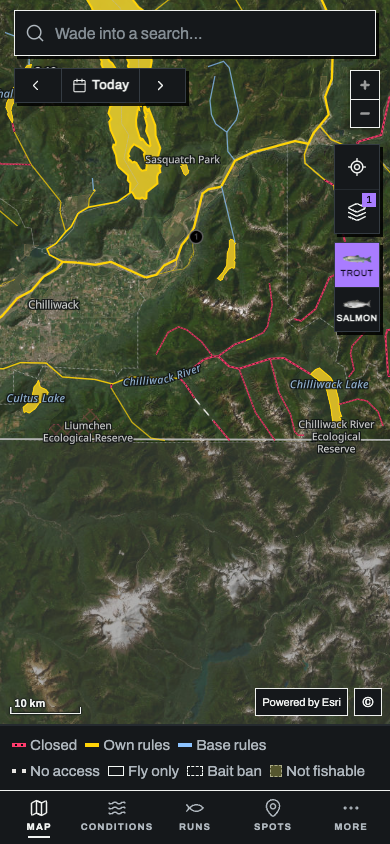 Wade into a search...
Today
1
Sasquatch Park
TROUT
SALMON
Chilliwack
Chilliwack River
Chilliwack Lake
Cultus Lake
Liumchen
Ecological Reserve
Chilliwack River
Ecological
Reserve
10 km
Powered by Esri
©
Closed Own rules Base rules
No access Fly only Bait ban Not fishable
MAP CONDITIONS RUNS SPOTS MORE